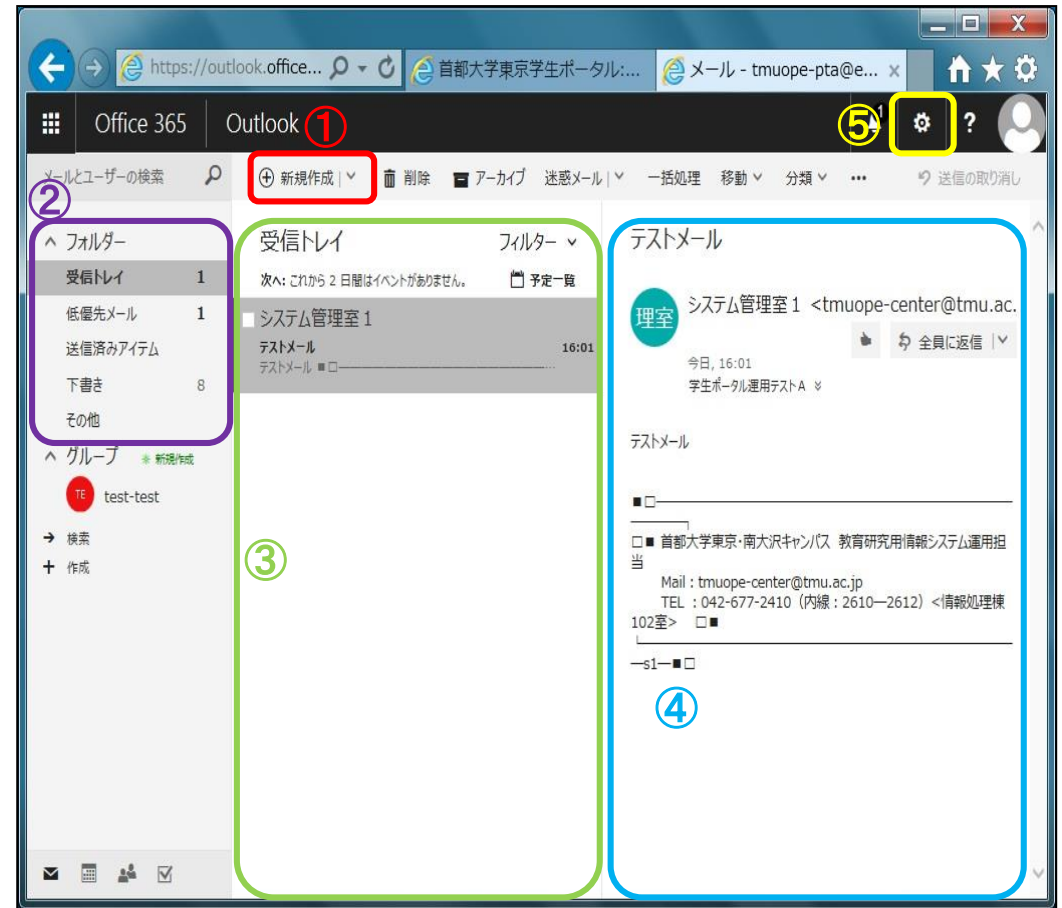 X
https://outlook.office...
首都大学東京学生ポータル:...
メール - tmuope-pta@e... ×
Office 365
Outlook
①
⑤
1
?
メールとユーザーの検索
新規作成
削除
アーカイブ
迷惑メール
一括処理
移動
分類
...
送信の取り消し
②
フォルダー
受信トレイ 1
低優先メール 1
送信済みアイテム
下書き 8
その他
グループ
新規作成
TE
test-test
検索
作成
受信トレイ
フィルター
次へ: これから 2 日間はイベントがありません。
予定一覧
システム管理室 1
テストメール 16:01
テストメール ■□―――――――――――――――――…
③
テストメール
理室
システム管理室 1 <tmuope-center@tmu.ac.
全員に返信
今日, 16:01
学生ポータル運用テストA
テストメール
■□――――――――――――――――――――――
―――┐
□■ 首都大学東京・南大沢キャンパス 教育研究用情報システム運用担
当
Mail : tmuope-center@tmu.ac.jp
TEL : 042-677-2410 (内線 : 2610―2612) <情報処理棟
102室> □■
└――――――――――――――――――――――
―s1―■□
④